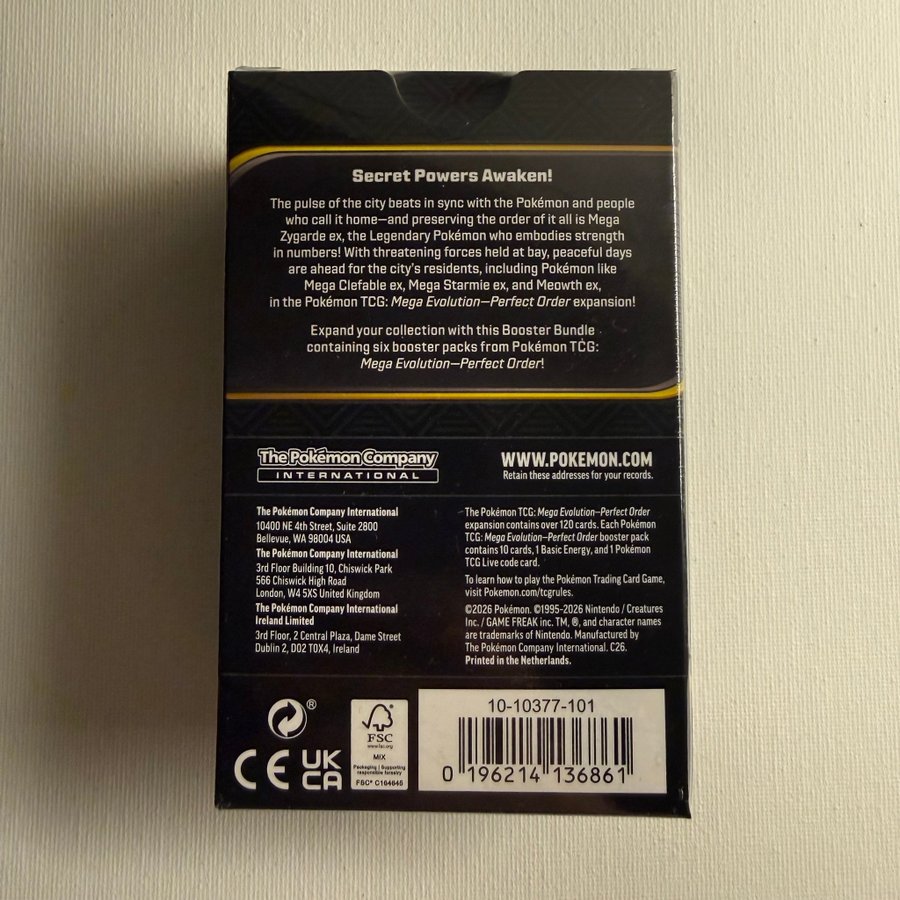 Secret Powers Awaken!
The pulse of the city beats in sync with the Pokémon and people
who call it home—and preserving the order of it all is Mega
Zygarde ex, the Legendary Pokémon who embodies strength
in numbers! With threatening forces held at bay, peaceful days
are ahead for the city's residents, including Pokémon like
Mega Clefable ex, Mega Starmie ex, and Meowth ex,
in the Pokémon TCG: Mega Evolution—Perfect Order expansion!
Expand your collection with this Booster Bundle
containing six booster packs from Pokémon TCG:
Mega Evolution—Perfect Order!
The Pokémon Company
INTERNATIONAL
WWW.POKEMON.COM
Retain these addresses for your records.
The Pokémon Company International
10400 NE 4th Street, Suite 2800
Bellevue, WA 98004 USA
The Pokémon Company International
3rd Floor Building 10, Chiswick Park
566 Chiswick High Road
London, W4 5XS United Kingdom
The Pokémon Company International
Ireland Limited
3rd Floor, 2 Central Plaza, Dame Street
Dublin 2, D02 T0X4, Ireland
The Pokémon TCG: Mega Evolution—Perfect Order
expansion contains over 120 cards. Each Pokémon
TCG: Mega Evolution—Perfect Order booster pack
contains 10 cards, 1 Basic Energy, and 1 Pokémon
TCG Live code card.
To learn how to play the Pokémon Trading Card Game,
visit Pokemon.com/tcgrules.
©2026 Pokémon. ©1995-2026 Nintendo / Creatures
Inc. / GAME FREAK inc. TM, ®, and character names
are trademarks of Nintendo. Manufactured by
The Pokémon Company International. C26.
Printed in the Netherlands.
®
CE
UK
CA
FSC
www.fsc.org
MIX
Packaging | Supporting
responsible forestry
FSC® C164645
10-10377-101
0 196214 136861